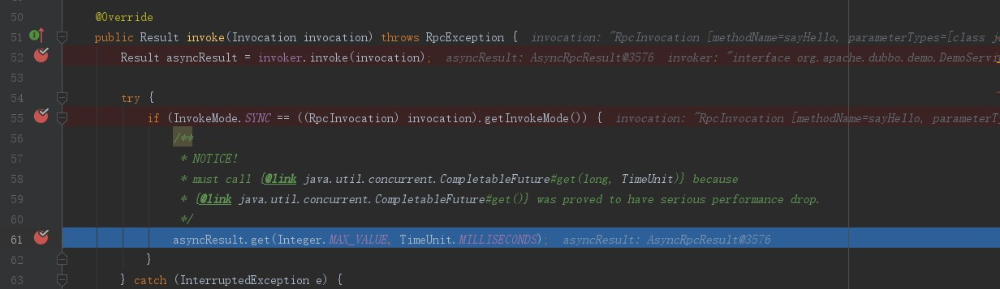 50 @Override
51 public Result invoke(Invocation invocation) throws RpcException { invocation: "RpcInvocation [methodName=sayHello, parameterTypes=[class
52 Result asyncResult = invoker.invoke(invocation); asyncResult: AsyncRpcResult@3576 invoker: "interface org.apache.dubbo.demo.DemoServi
53
54 try {
55 if (InvokeMode.SYNC == ((RpcInvocation) invocation).getInvokeMode()) { invocation: "RpcInvocation [methodName=sayHello, parameterTy
56 /**
57 * NOTICE!
58 * must call {@link java.util.concurrent.CompletableFuture#get(long, TimeUnit)} because
59 * {@link java.util.concurrent.CompletableFuture#get()} was proved to have serious performance drop.
60 */
61 asyncResult.get(Integer.MAX_VALUE, TimeUnit.MILLISECONDS); asyncResult: AsyncRpcResult@3576
62 }
63 } catch (InterruptedException e) {